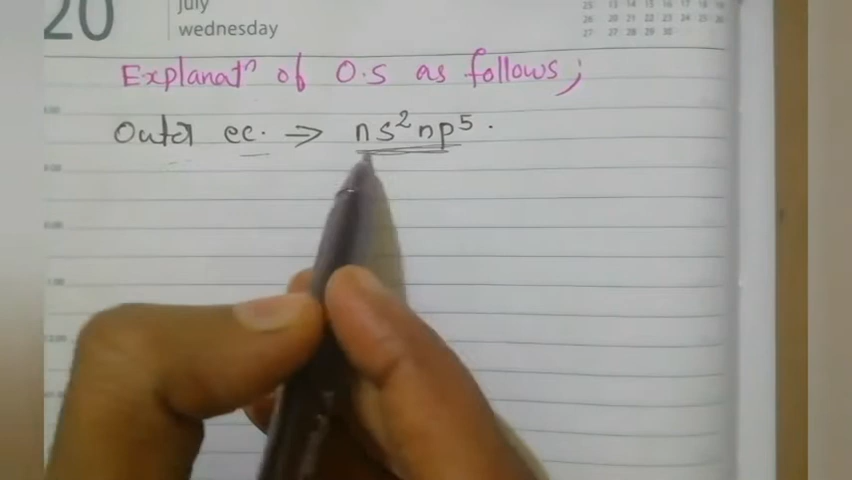 20
july
wednesday
Explanatⁿ of O.S as follows;
Outer ec. ⇒ ns²np⁵.